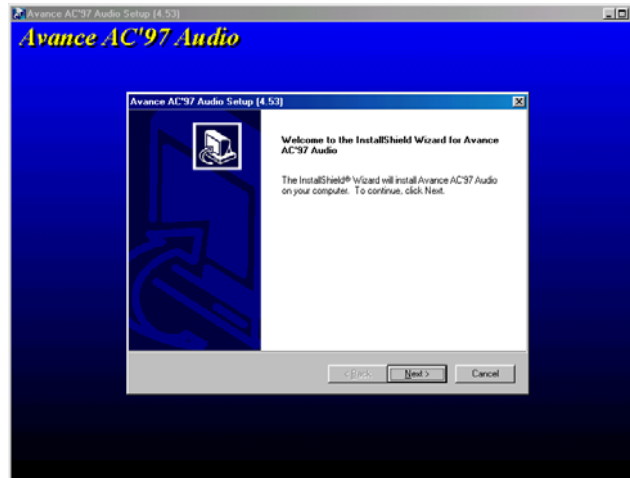 Avance AC'97 Audio Setup (4.53)
Avance AC'97 Audio
Avance AC'97 Audio Setup (4.53)
Welcome to the InstallShield Wizard for Avance
AC'97 Audio
The InstallShield® Wizard will install Avance AC'97 Audio
on your computer. To continue, click Next.
< Back
Next >
Cancel